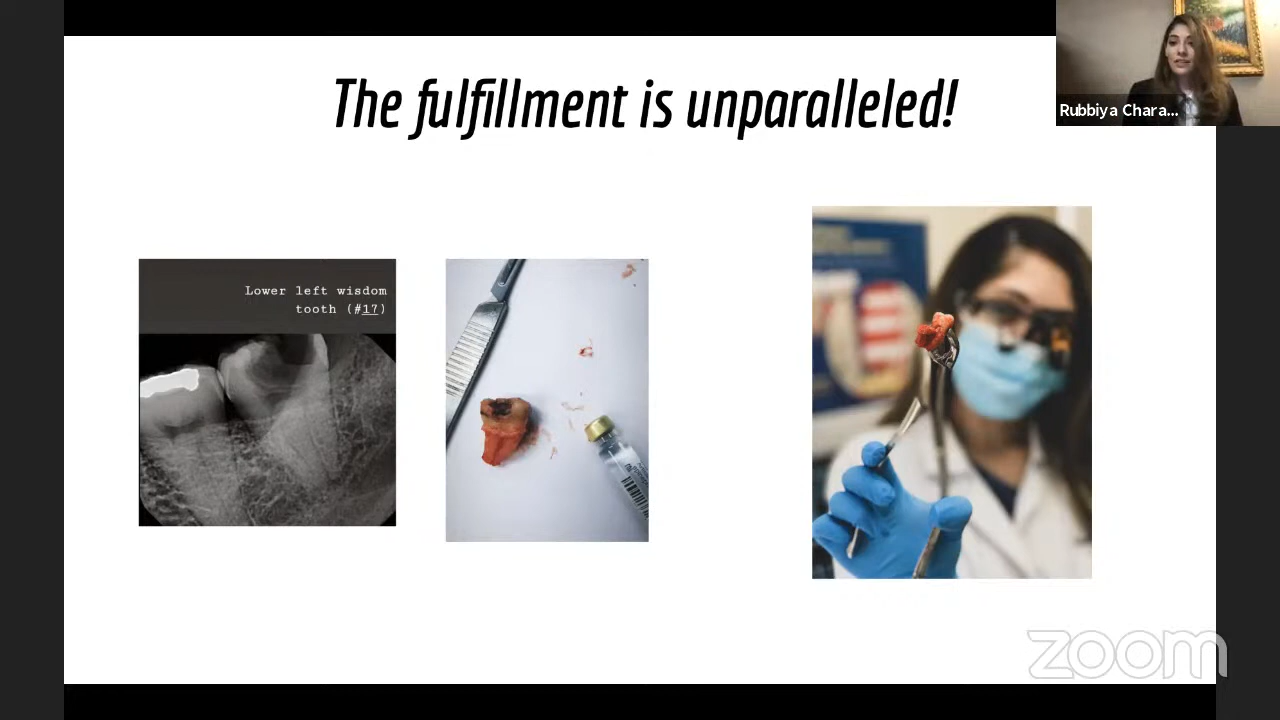 The fulfillment is unparalleled!
Rubbiya Chara...
Lower left wisdom
tooth (#17)
zoom